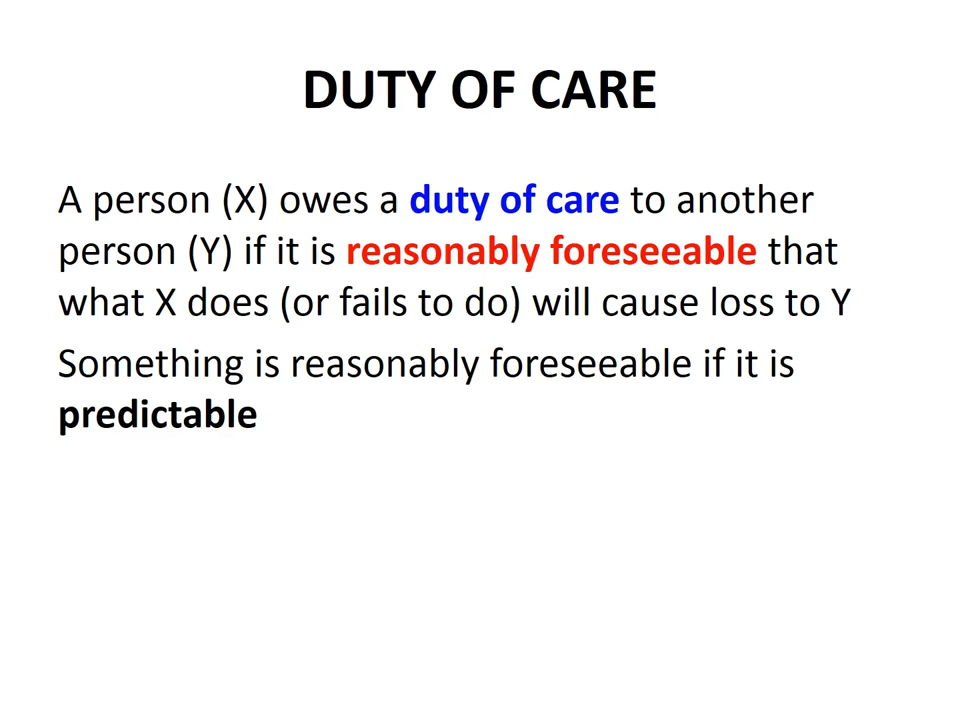 DUTY OF CARE
A person (X) owes a duty of care to another
person (Y) if it is reasonably foreseeable that
what X does (or fails to do) will cause loss to Y
Something is reasonably foreseeable if it is
predictable